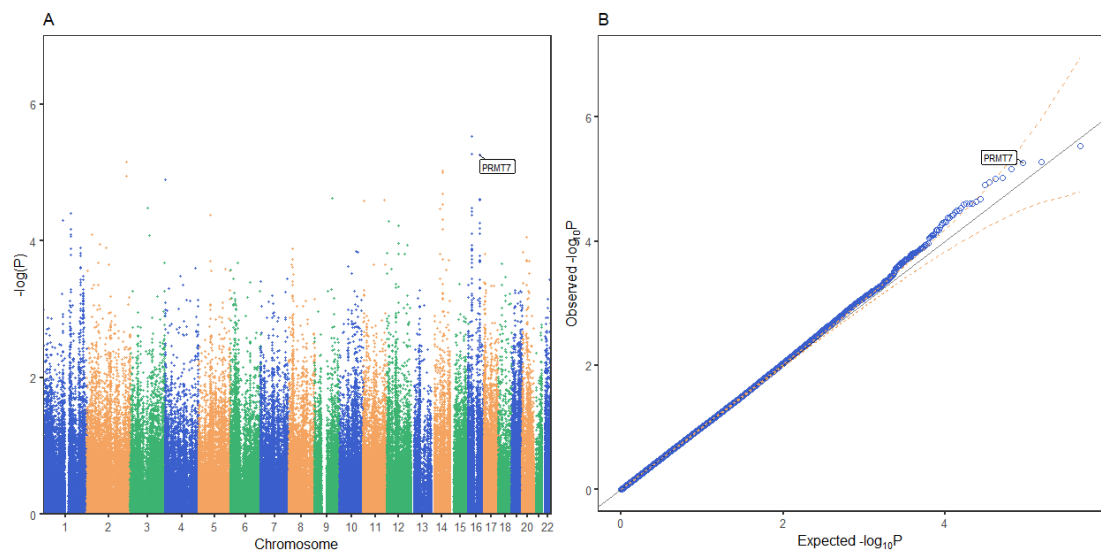 A
-log(P)
6
4
2
0
PRMT7
1 2 3 4 5 6 7 8 9 10 11 12 13 14 15 16 17 18 20 22
Chromosome
B
Observed -log₁₀P
6
4
2
0
PRMT7
0 2 4
Expected -log₁₀P